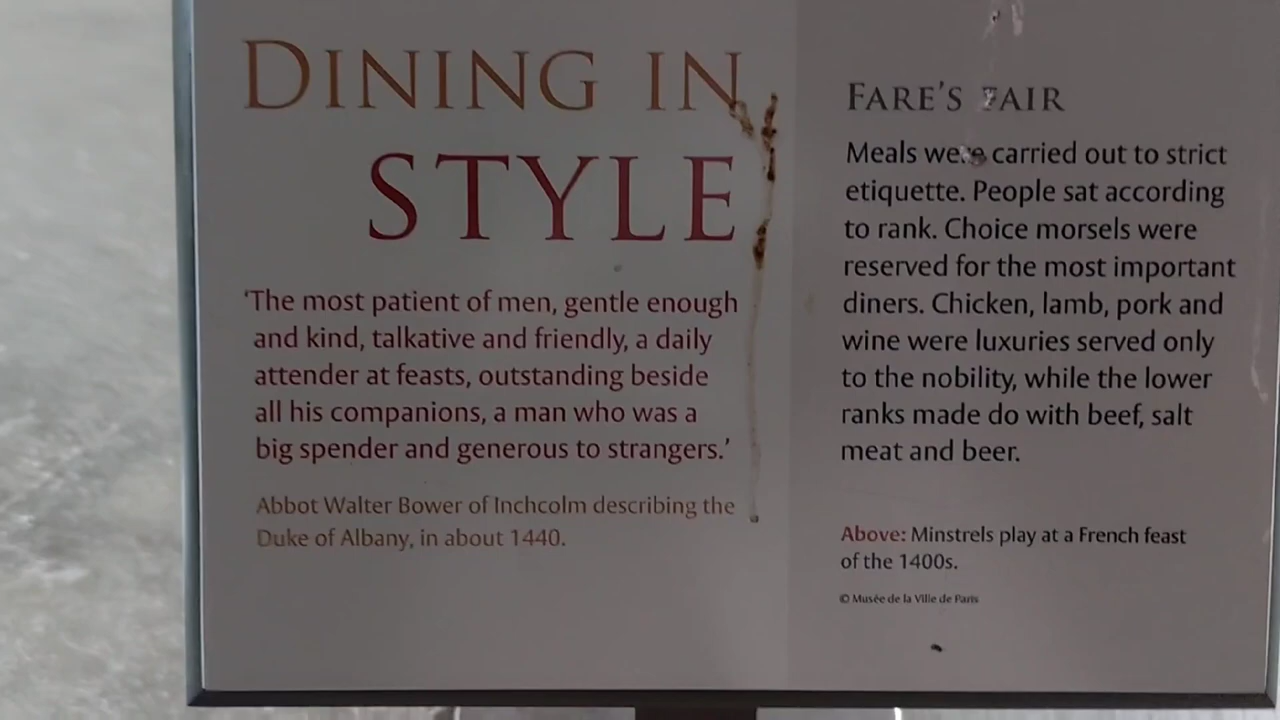 DINING IN
STYLE
‘The most patient of men, gentle enough
and kind, talkative and friendly, a daily
attender at feasts, outstanding beside
all his companions, a man who was a
big spender and generous to strangers.’
Abbot Walter Bower of Inchcolm describing the
Duke of Albany, in about 1440.
FARE'S FAIR
Meals were carried out to strict
etiquette. People sat according
to rank. Choice morsels were
reserved for the most important
diners. Chicken, lamb, pork and
wine were luxuries served only
to the nobility, while the lower
ranks made do with beef, salt
meat and beer.
Above: Minstrels play at a French feast
of the 1400s.
© Musée de la Ville de Paris